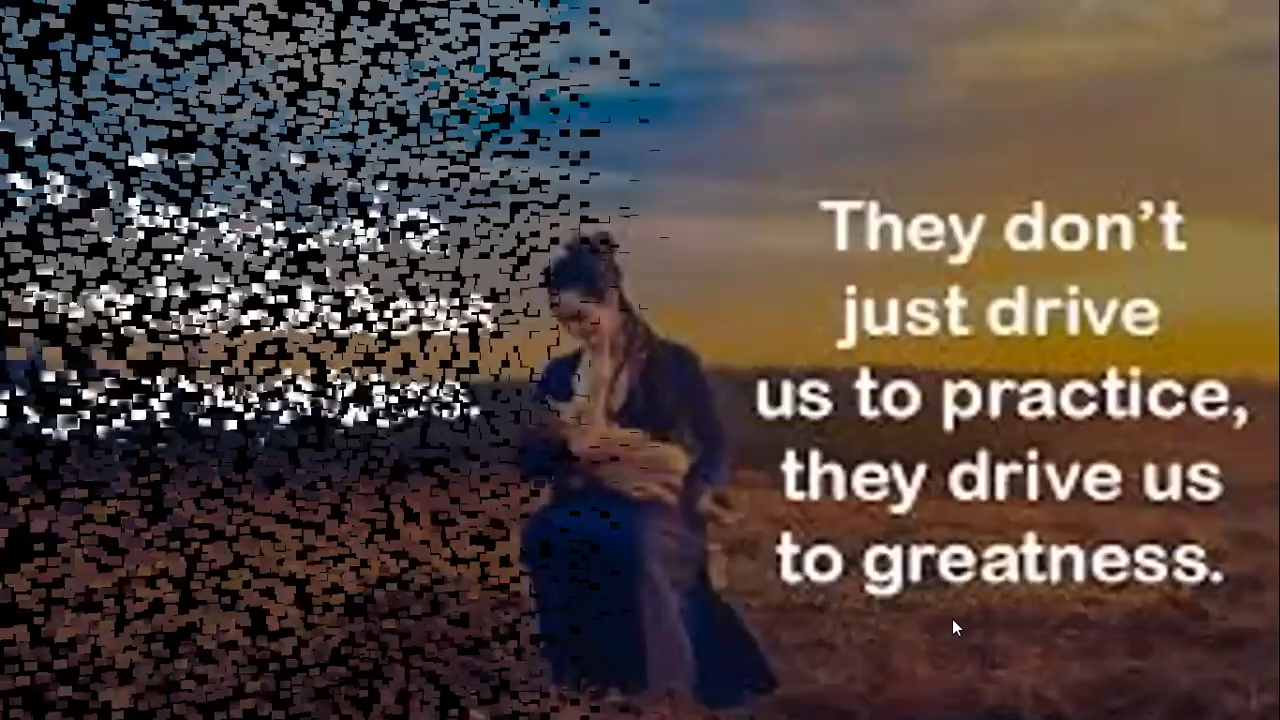 They don’t
just drive
us to practice,
they drive us
to greatness.